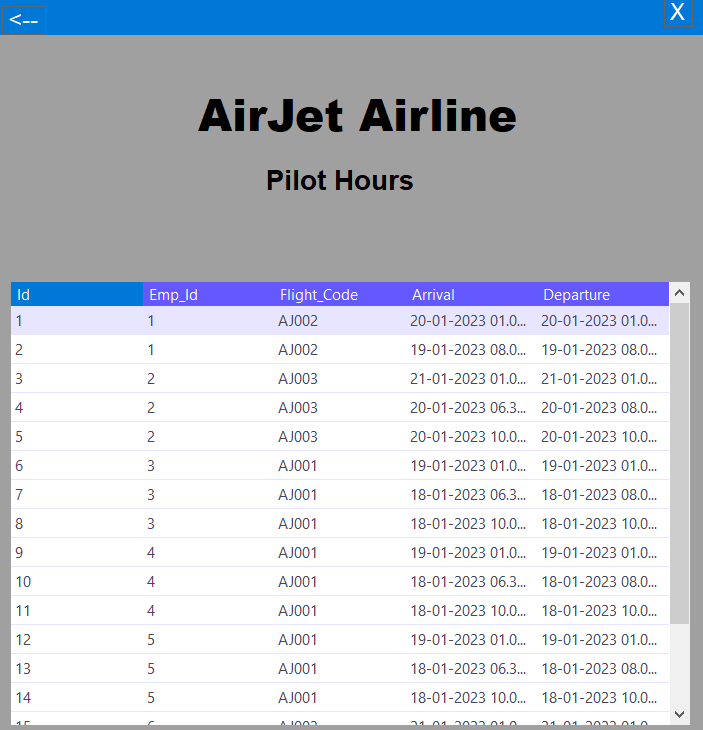 <-- X
AirJet Airline
Pilot Hours
Id Emp_Id Flight_Code Arrival Departure
1 1 AJ002 20-01-2023 01.0... 20-01-2023 01.0...
2 1 AJ002 19-01-2023 08.0... 19-01-2023 08.0...
3 2 AJ003 21-01-2023 01.0... 21-01-2023 01.0...
4 2 AJ003 20-01-2023 06.3... 20-01-2023 08.0...
5 2 AJ003 20-01-2023 10.0... 20-01-2023 10.0...
6 3 AJ001 19-01-2023 01.0... 19-01-2023 01.0...
7 3 AJ001 18-01-2023 06.3... 18-01-2023 08.0...
8 3 AJ001 18-01-2023 10.0... 18-01-2023 10.0...
9 4 AJ001 19-01-2023 01.0... 19-01-2023 01.0...
10 4 AJ001 18-01-2023 06.3... 18-01-2023 08.0...
11 4 AJ001 18-01-2023 10.0... 18-01-2023 10.0...
12 5 AJ001 19-01-2023 01.0... 19-01-2023 01.0...
13 5 AJ001 18-01-2023 06.3... 18-01-2023 08.0...
14 5 AJ001 18-01-2023 10.0... 18-01-2023 10.0...